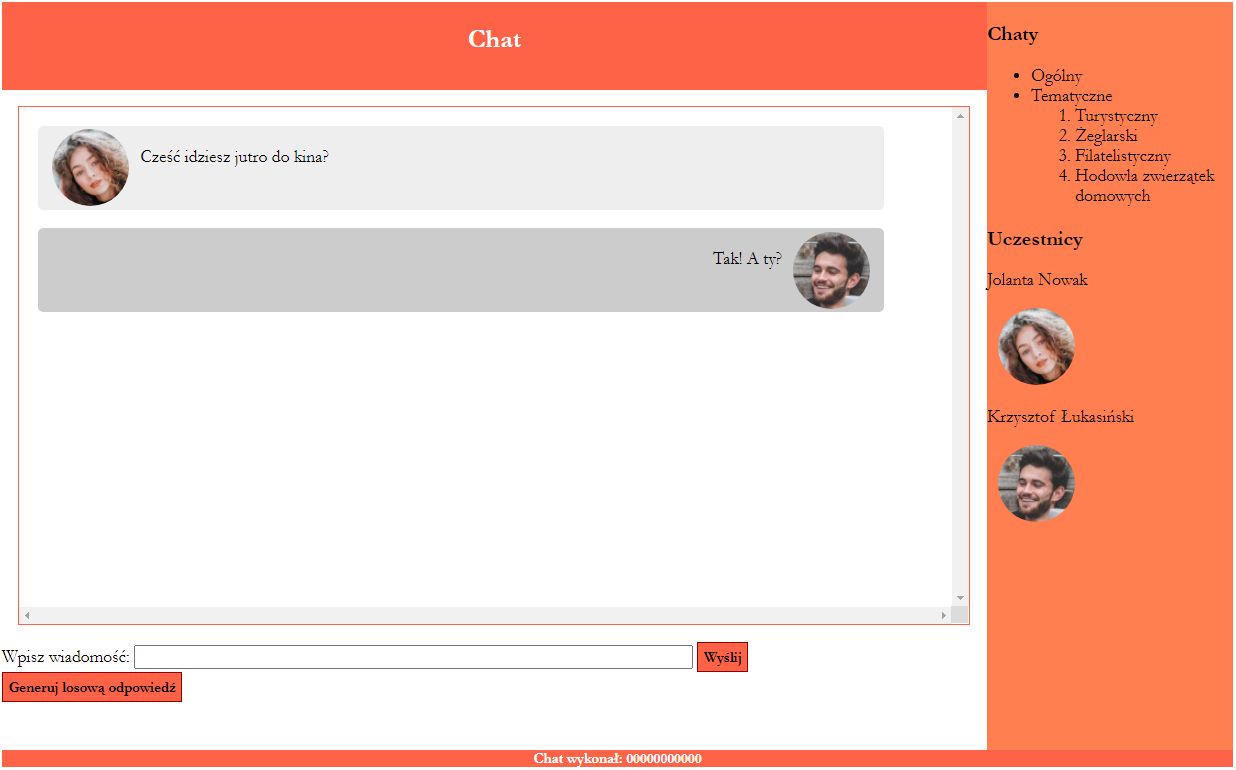 Chat
Cześć idziesz jutro do kina?
Tak! A ty?
Wpisz wiadomość:
Wyślij
Generuj losową odpowiedź
Chaty
• Ogólny
• Tematyczne
1. Turystyczny
2. Żeglarski
3. Filatelistyczny
4. Hodowla zwierzątek
domowych
Uczestnicy
Jolanta Nowak
Krzysztof Łukasiński
Chat wykonał: 00000000000